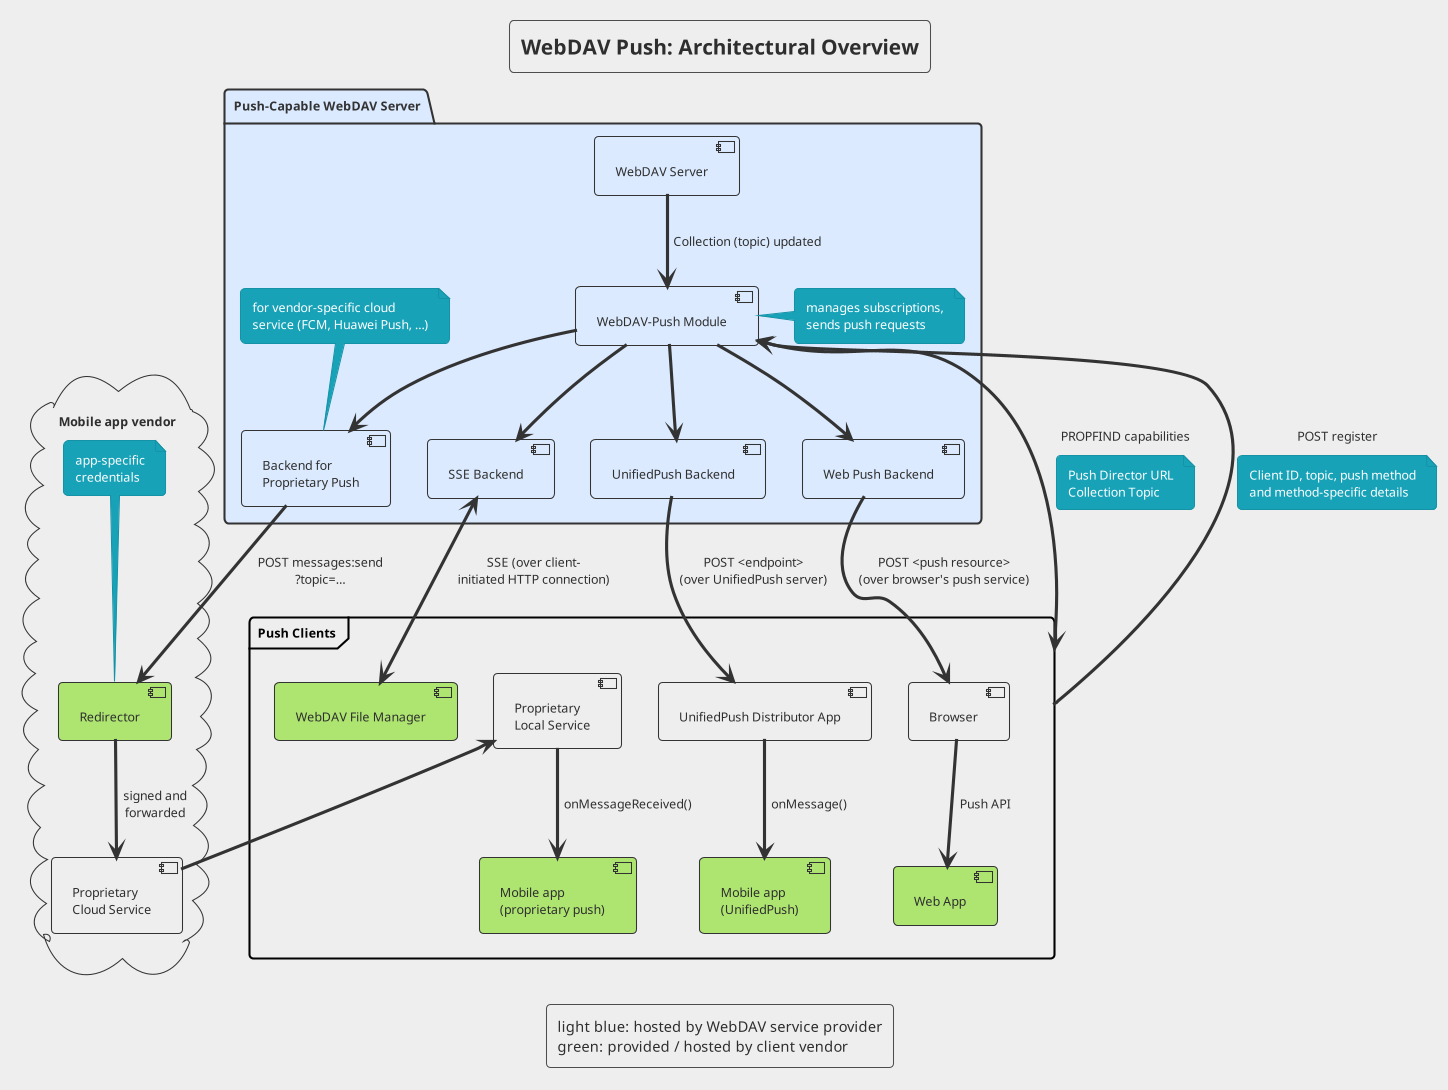 WebDAV Push: Architectural Overview
Push-Capable WebDAV Server
WebDAV Server
Collection (topic) updated
for vendor-specific cloud
service (FCM, Huawei Push, ...)
WebDAV-Push Module
manages subscriptions,
sends push requests
Mobile app vendor
app-specific
credentials
Backend for
Proprietary Push
SSE Backend
UnifiedPush Backend
Web Push Backend
PROPFIND capabilities
Push Director URL
Collection Topic
POST register
Client ID, topic, push method
and method-specific details
POST messages:send
?topic=...
SSE (over client-
initiated HTTP connection)
POST <endpoint>
(over UnifiedPush server)
POST <push resource>
(over browser's push service)
Push Clients
Redirector
WebDAV File Manager
Proprietary
Local Service
UnifiedPush Distributor App
Browser
signed and
forwarded
onMessageReceived()
onMessage()
Push API
Proprietary
Cloud Service
Mobile app
(proprietary push)
Mobile app
(UnifiedPush)
Web App
light blue: hosted by WebDAV service provider
green: provided / hosted by client vendor